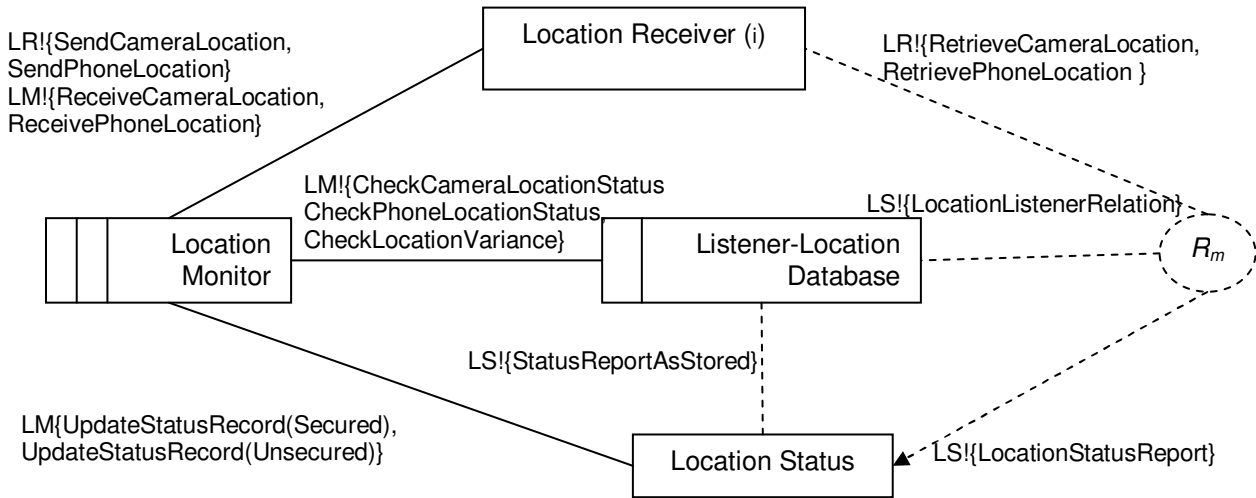 LR!{SendCameraLocation,
SendPhoneLocation}
LM!{ReceiveCameraLocation,
ReceivePhoneLocation}
Location Receiver (i)
LR!{RetrieveCameraLocation,
RetrievePhoneLocation }
LM!{CheckCameraLocationStatus
CheckPhoneLocationStatus,
CheckLocationVariance}
LS!{LocationListenerRelation}
Location
Monitor
Listener-Location
Database
Rm
LS!{StatusReportAsStored}
LM{UpdateStatusRecord(Secured),
UpdateStatusRecord(Unsecured)}
Location Status
LS!{LocationStatusReport}